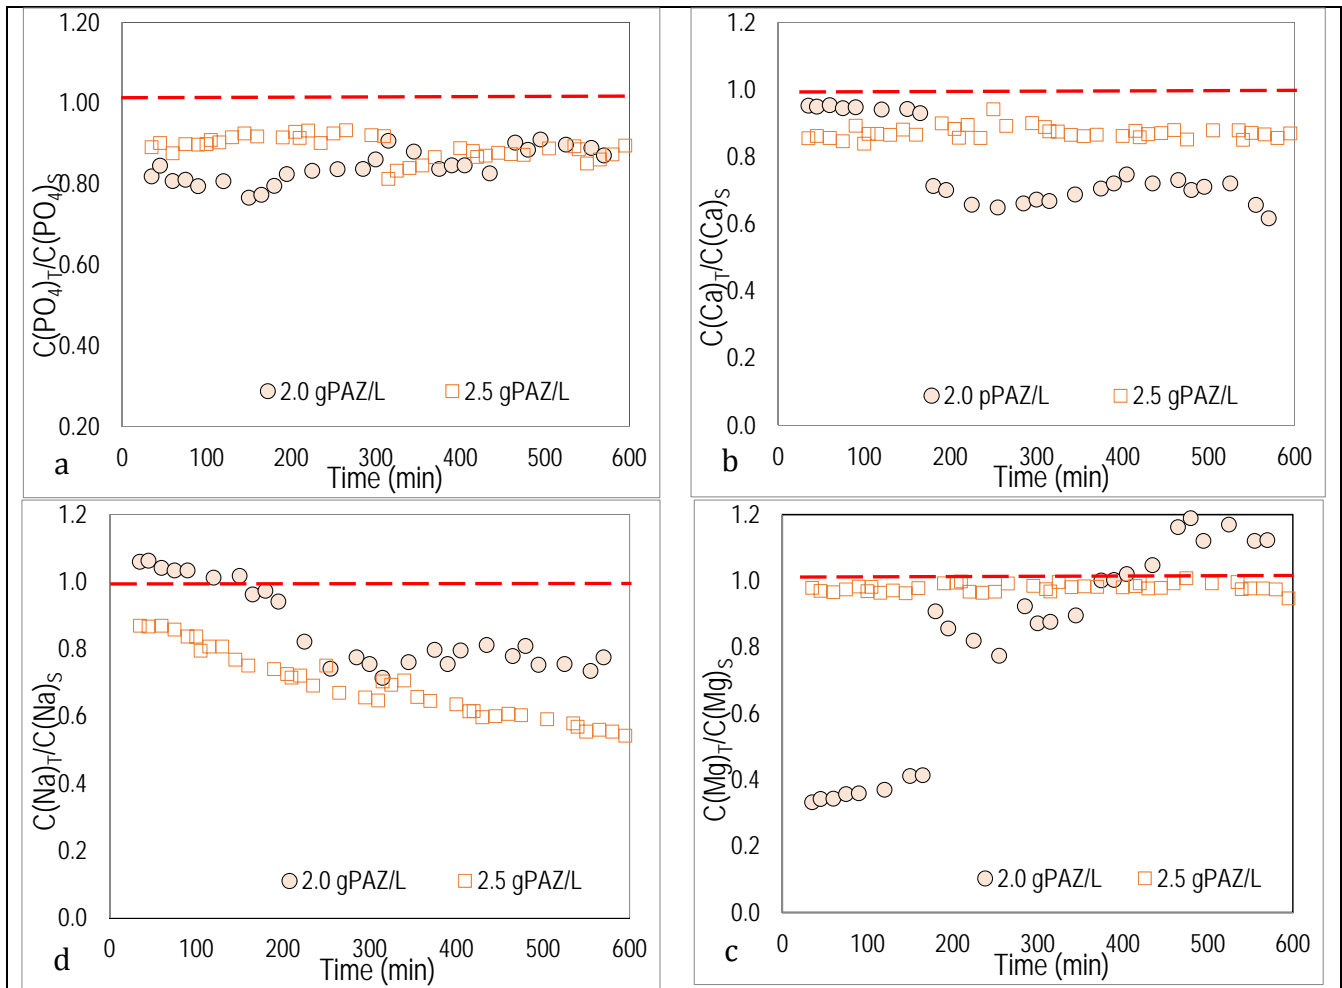 1.20
1.00
0.80
0.60
0.40
0.20
C(PO₄)ₜ/C(PO₄)ₛ
2.0 gPAZ/L 2.5 gPAZ/L
0 100 200 300 400 500 600
a Time (min)
1.2
1.0
0.8
0.6
0.4
0.2
0.0
C(Ca)ₜ/C(Ca)ₛ
2.0 pPAZ/L 2.5 gPAZ/L
0 100 200 300 400 500 600
b Time (min)
1.2
1.0
0.8
0.6
0.4
0.2
0.0
C(Na)ₜ/C(Na)ₛ
2.0 gPAZ/L 2.5 gPAZ/L
0 100 200 300 400 500 600
d Time (min)
1.2
1.0
0.8
0.6
0.4
0.2
0.0
C(Mg)ₜ/C(Mg)ₛ
2.0 gPAZ/L 2.5 gPAZ/L
0 100 200 300 400 500 600
c Time (min)